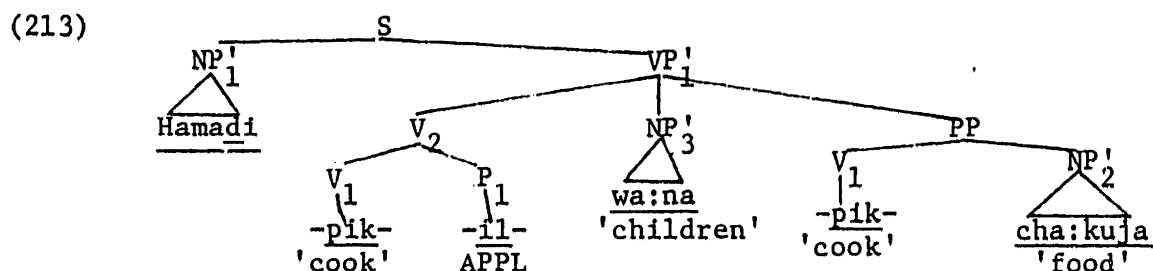 (213) S
NP'1 VP'1
Hamadi V2 NP'3 PP
V1 P1 wa:na V1 NP'2
-pik- -il- 'children' -pik- cha:kuja
'cook' APPL 'cook' 'food'